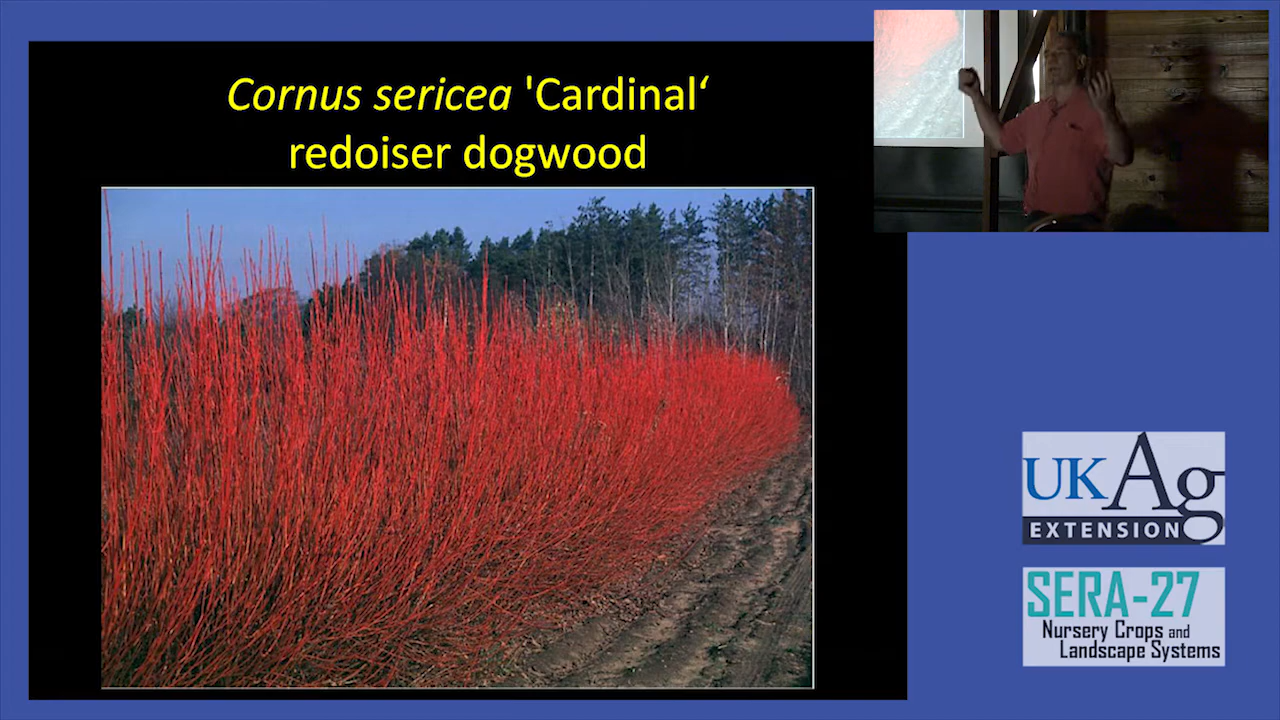 Cornus sericea 'Cardinal‘
redoiser dogwood
UKAg
EXTENSION
SERA-27
Nursery Crops and
Landscape Systems